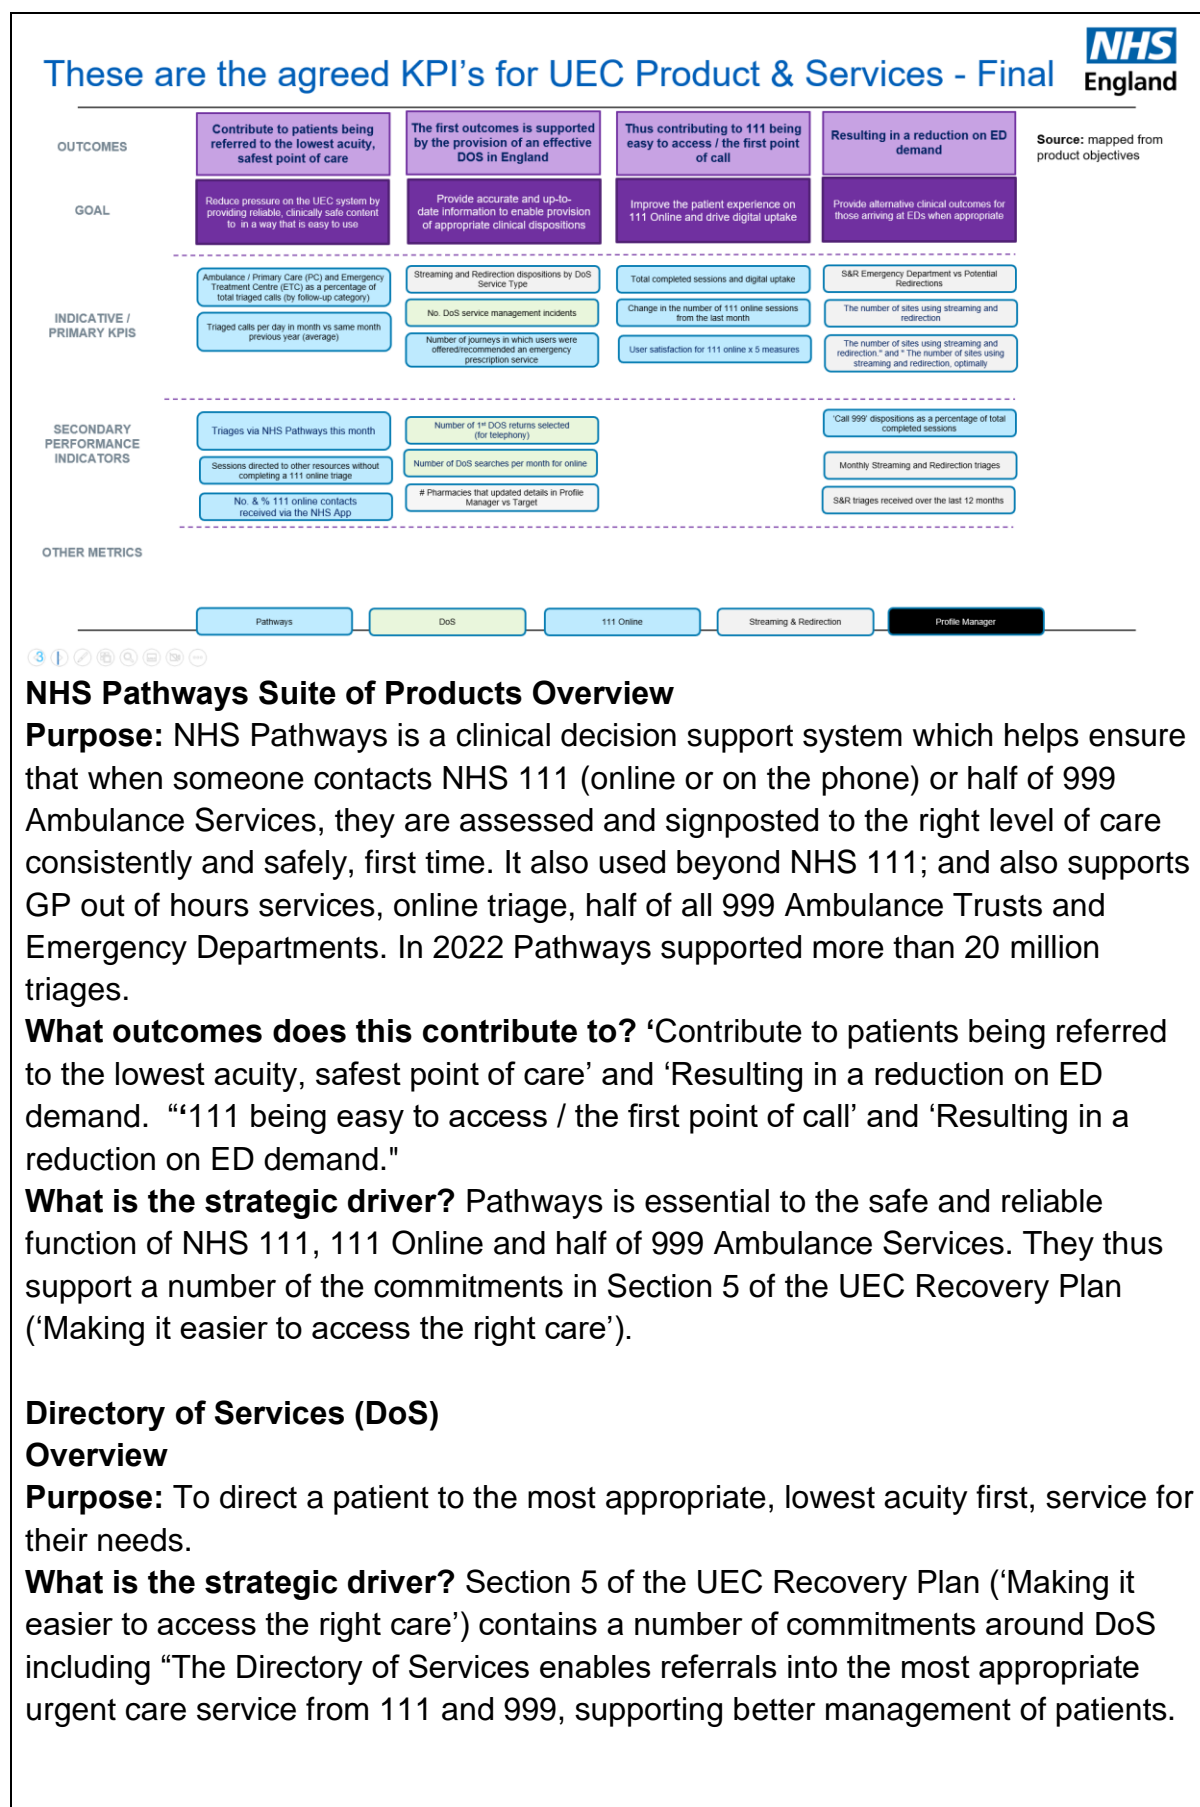 NHS
England
These are the agreed KPI's for UEC Product & Services - Final
OUTCOMES
Contribute to patients being
referred to the lowest acuity,
safest point of care
The first outcomes is supported
by the provision of an effective
DOS in England
Thus contributing to 111 being
easy to access / the first point
of call
Resulting in a reduction on ED
demand
Source: mapped from
product objectives
GOAL
Reduce pressure on the UEC system by
providing reliable, clinically safe content
to in a way that is easy to use
Provide accurate and up-to-
date information to enable provision
of appropriate clinical dispositions
Improve the patient experience on
111 Online and drive digital uptake
Provide alternative clinical outcomes for
those arriving at EDs when appropriate
INDICATIVE /
PRIMARY KPIS
Ambulance / Primary Care (PC) and Emergency
Treatment Centre (ETC) as a percentage of
total triaged calls (by follow-up category)
Triaged calls per day in month vs same month
previous year (average)
Streaming and Redirection dispositions by DoS
Service Type
No. DoS service management incidents
Number of journeys in which users were
offered/recommended an emergency
prescription service
Total completed sessions and digital uptake
Change in the number of 111 online sessions
from the last month
User satisfaction for 111 online x 5 measures
S&R Emergency Department vs Potential
Redirections
The number of sites using streaming and
redirection
The number of sites using streaming and
redirection." and " The number of sites using
streaming and redirection, optimally
SECONDARY
PERFORMANCE
INDICATORS
Triages via NHS Pathways this month
Sessions directed to other resources without
completing a 111 online triage
No. & % 111 online contacts
received via the NHS App
Number of 1st DOS returns selected
(for telephony)
Number of DoS searches per month for online
# Pharmacies that updated details in Profile
Manager vs Target
'Call 999' dispositions as a percentage of total
completed sessions
Monthly Streaming and Redirection triages
S&R triages received over the last 12 months
OTHER METRICS
Pathways
DoS
111 Online
Streaming & Redirection
Profile Manager
3
NHS Pathways Suite of Products Overview
Purpose: NHS Pathways is a clinical decision support system which helps ensure
that when someone contacts NHS 111 (online or on the phone) or half of 999
Ambulance Services, they are assessed and signposted to the right level of care
consistently and safely, first time. It also used beyond NHS 111; and also supports
GP out of hours services, online triage, half of all 999 Ambulance Trusts and
Emergency Departments. In 2022 Pathways supported more than 20 million
triages.
What outcomes does this contribute to? ‘Contribute to patients being referred
to the lowest acuity, safest point of care’ and ‘Resulting in a reduction on ED
demand. “‘111 being easy to access / the first point of call’ and ‘Resulting in a
reduction on ED demand."
What is the strategic driver? Pathways is essential to the safe and reliable
function of NHS 111, 111 Online and half of 999 Ambulance Services. They thus
support a number of the commitments in Section 5 of the UEC Recovery Plan
(‘Making it easier to access the right care’).
Directory of Services (DoS)
Overview
Purpose: To direct a patient to the most appropriate, lowest acuity first, service for
their needs.
What is the strategic driver? Section 5 of the UEC Recovery Plan (‘Making it
easier to access the right care’) contains a number of commitments around DoS
including “The Directory of Services enables referrals into the most appropriate
urgent care service from 111 and 999, supporting better management of patients.